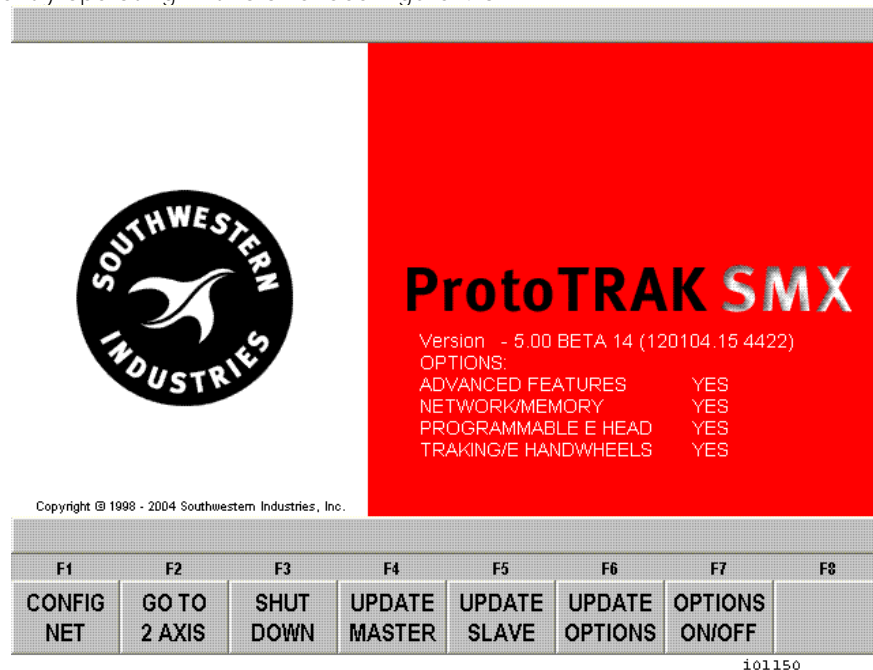 SOUTHWESTERN
INDUSTRIES
ProtoTRAK SMX
Version - 5.00 BETA 14 (120104.15 4422)
OPTIONS:
ADVANCED FEATURES YES
NETWORK/MEMORY YES
PROGRAMMABLE E HEAD YES
TRAKING/E HANDWHEELS YES
Copyright © 1998 - 2004 Southwestern Industries, Inc.
F1 F2 F3 F4 F5 F6 F7 F8
CONFIG NET
GO TO 2 AXIS
SHUT DOWN
UPDATE MASTER
UPDATE SLAVE
UPDATE OPTIONS
OPTIONS ON/OFF
i01150